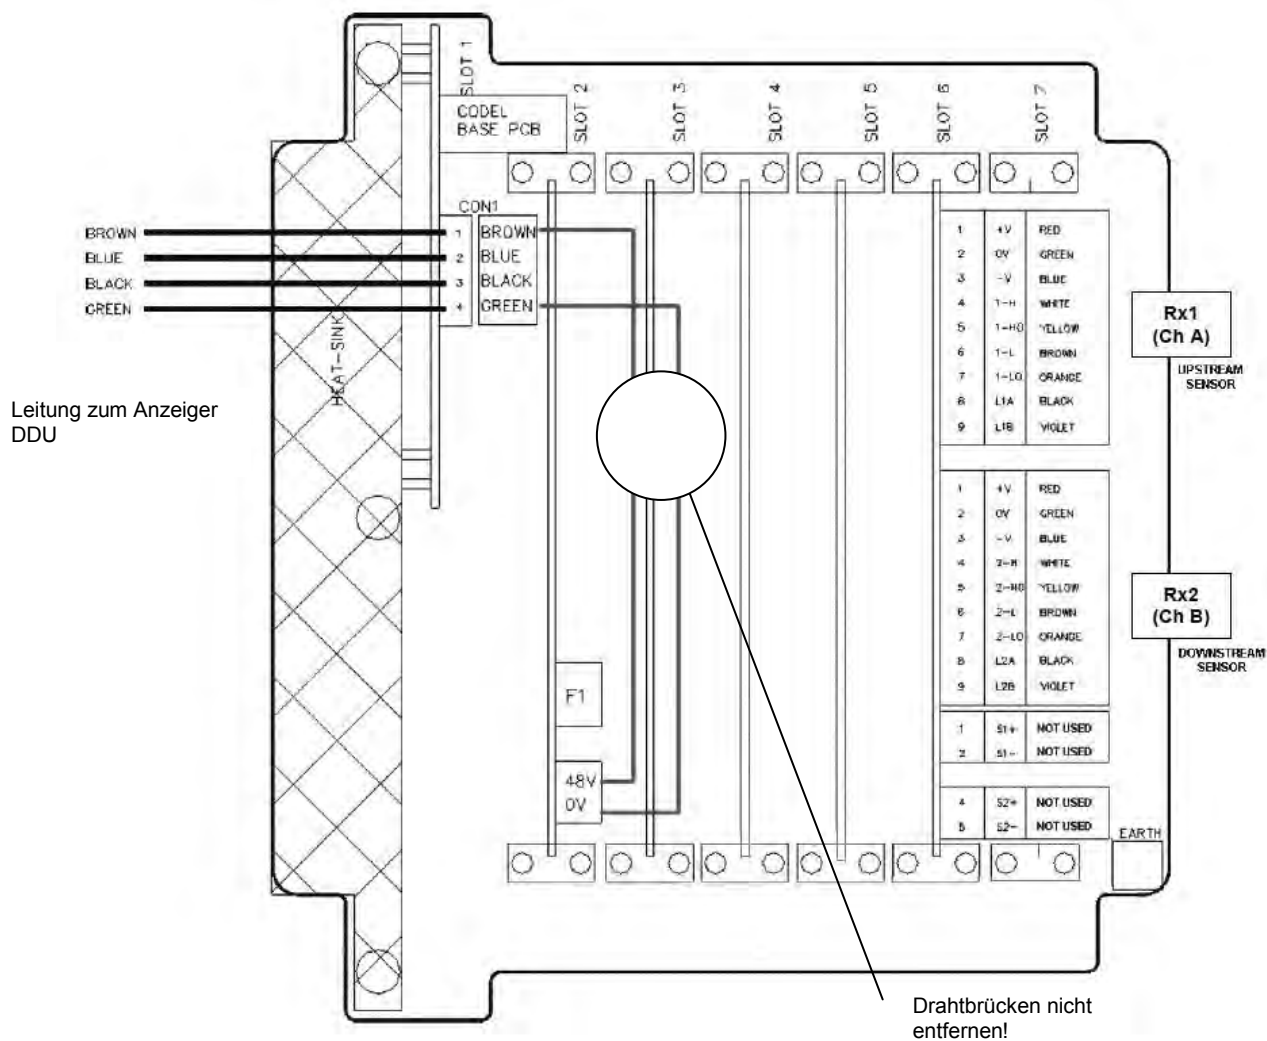 SLOT 1
SLOT 2
SLOT 3
SLOT 4
SLOT 5
SLOT 6
SLOT 7
CODEL
BASE PCB
CON1
BROWN 1 BROWN
BLUE 2 BLUE
BLACK 3 BLACK
GREEN 4 GREEN
HEAT-SINK
Leitung zum Anzeiger
DDU
1 +V RED
2 0V GREEN
3 -V BLUE
4 1-H WHITE
5 1-HO YELLOW
6 1-L BROWN
7 1-LO ORANGE
8 L1A BLACK
9 L1B VIOLET
Rx1
(Ch A)
UPSTREAM
SENSOR
1 +V RED
2 0V GREEN
3 -V BLUE
4 2-H WHITE
5 2-HO YELLOW
6 2-L BROWN
7 2-LO ORANGE
8 L2A BLACK
9 L2B VIOLET
Rx2
(Ch B)
DOWNSTREAM
SENSOR
F1
48V
0V
1 S1+ NOT USED
2 S1- NOT USED
4 S2+ NOT USED
5 S2- NOT USED
EARTH
Drahtbrücken nicht
entfernen!